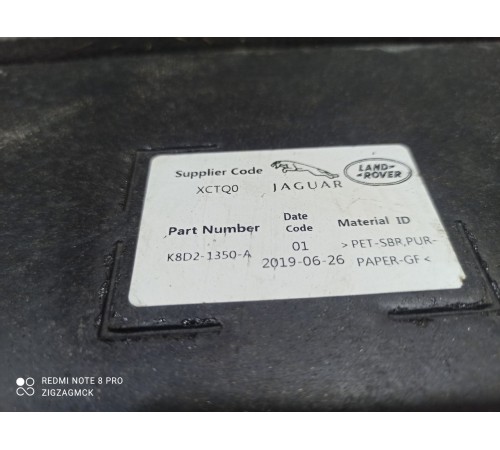 Supplier Code
XCTQ0
JAGUAR
LAND-
-ROVER
Part Number
K8D2-1350-A
Date
Code
01
2019-06-26
Material ID
>PET-SBR,PUR-
PAPER-GF<
REDMI NOTE 8 PRO
ZIGZAGMCK